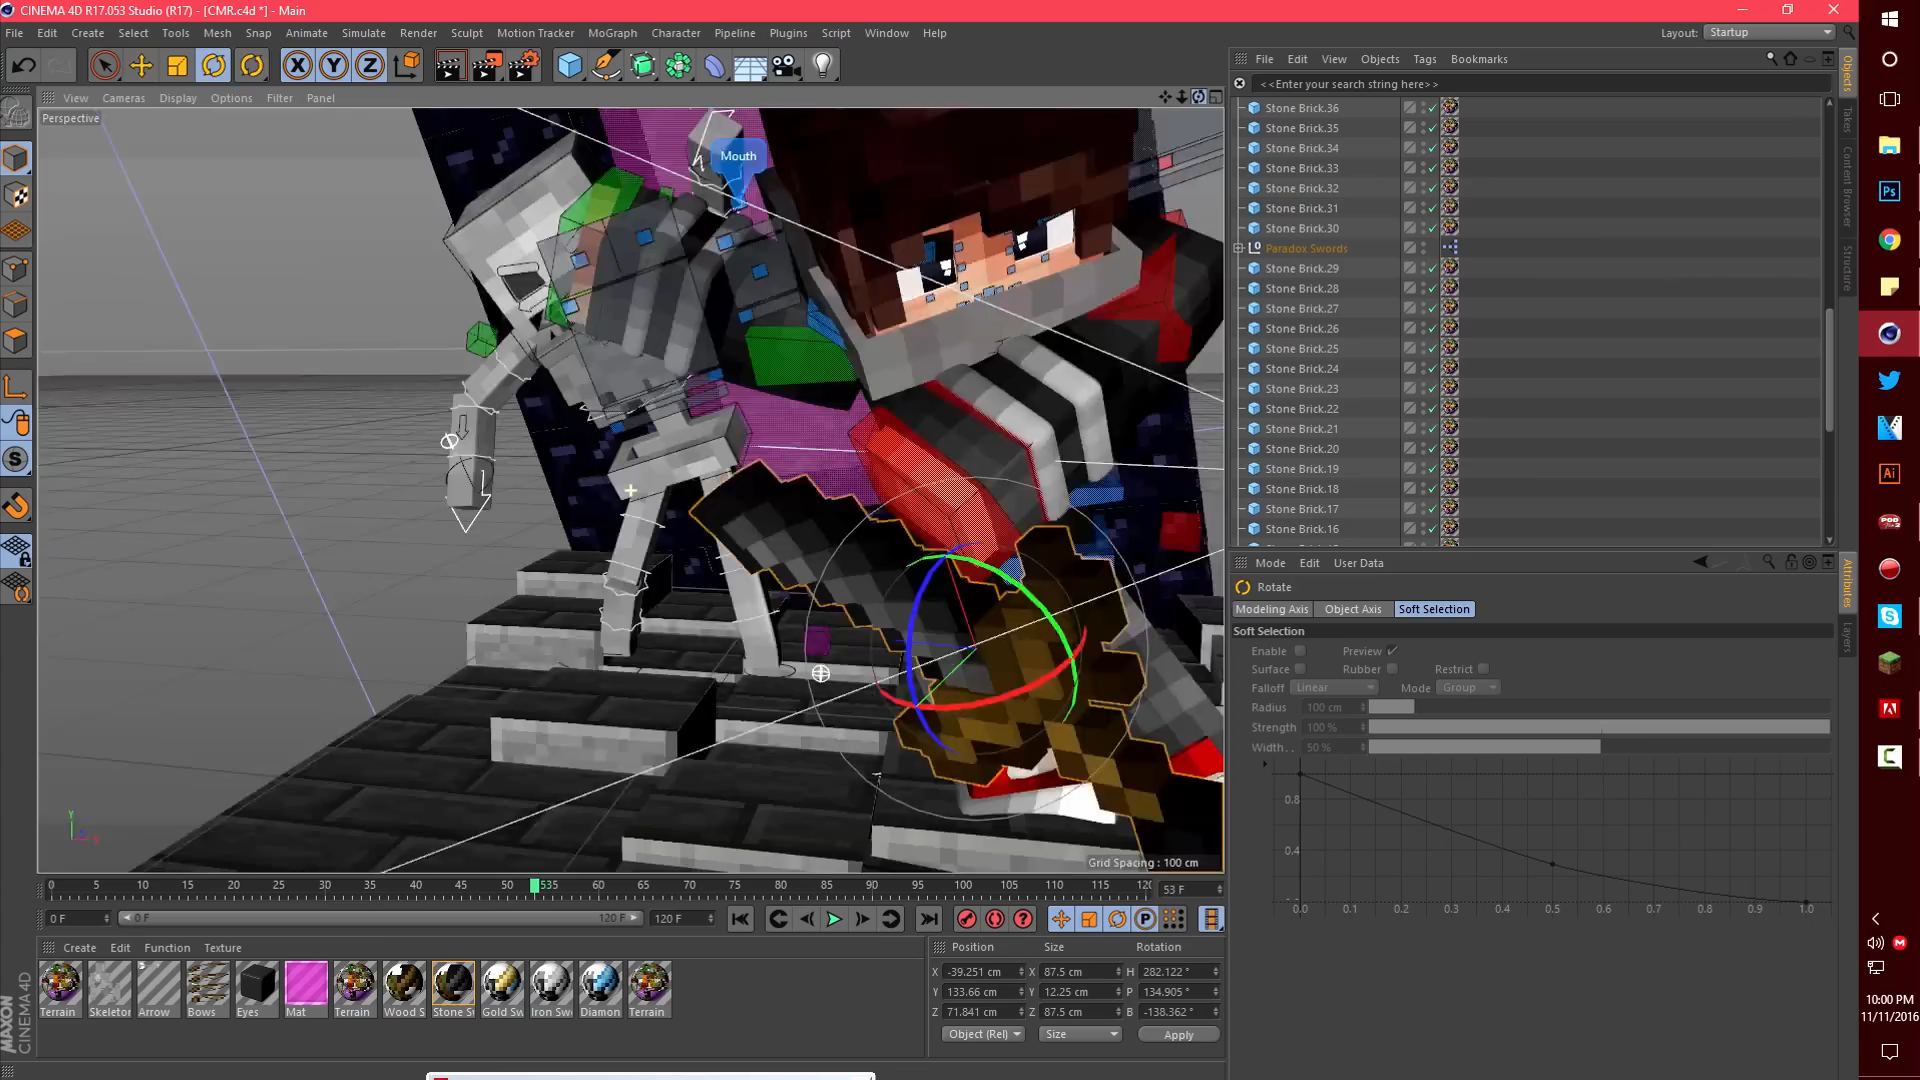 CINEMA 4D R17.053 Studio (R17) - [CMR.c4d *] - Main
File Edit Create Select Tools Mesh Snap Animate Simulate Render Sculpt Motion Tracker MoGraph Character Pipeline Plugins Script Window Help
Layout: Startup
X Y Z
File Edit View Objects Tags Bookmarks
<<Enter your search string here>>
View Cameras Display Options Filter Panel
Perspective
Mouth
Stone Brick.36
Stone Brick.35
Stone Brick.34
Stone Brick.33
Stone Brick.32
Stone Brick.31
Stone Brick.30
Paradox Swords
Stone Brick.29
Stone Brick.28
Stone Brick.27
Stone Brick.26
Stone Brick.25
Stone Brick.24
Stone Brick.23
Stone Brick.22
Stone Brick.21
Stone Brick.20
Stone Brick.19
Stone Brick.18
Stone Brick.17
Stone Brick.16
Objects
Takes
Content Browser
Structure
Mode Edit User Data
Rotate
Modeling Axis Object Axis Soft Selection
Soft Selection
Enable Preview
Surface Rubber Restrict
Falloff Linear Mode Group
Radius 100 cm
Strength 100 %
Width.. 50 %
0.8
0.4
0.0 0.1 0.2 0.3 0.4 0.5 0.6 0.7 0.8 0.9 1.0
Attributes
Layers
Grid Spacing : 100 cm
0 5 10 15 20 25 30 35 40 45 50 535 60 65 70 75 80 85 90 95 100 105 110 115 120 53 F
0 F 0 F 120 F 120 F
Create Edit Function Texture
Terrain Skeletor Arrow Bows Eyes Mat Terrain Wood S Stone S Gold Sw Iron Swo Diamon Terrain
Position Size Rotation
X -39.251 cm X 87.5 cm H 282.122 °
Y 133.66 cm Y 12.25 cm P 134.905 °
Z 71.841 cm Z 87.5 cm B -138.362 °
Object (Rel) Size Apply
MAXON CINEMA 4D
Ps
Ai
10:00 PM
11/11/2016